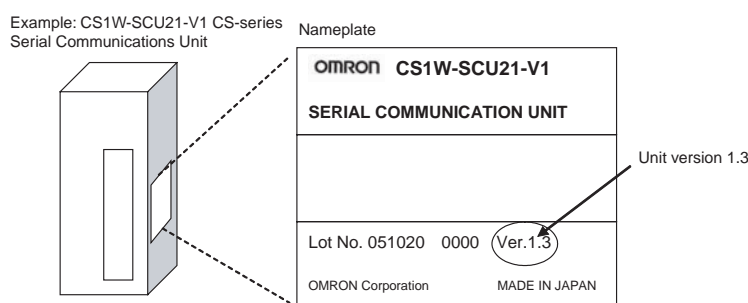 Example: CS1W-SCU21-V1 CS-series
Serial Communications Unit
Nameplate
OMRON CS1W-SCU21-V1
SERIAL COMMUNICATION UNIT
Unit version 1.3
Lot No. 051020 0000 Ver.1.3
OMRON Corporation MADE IN JAPAN